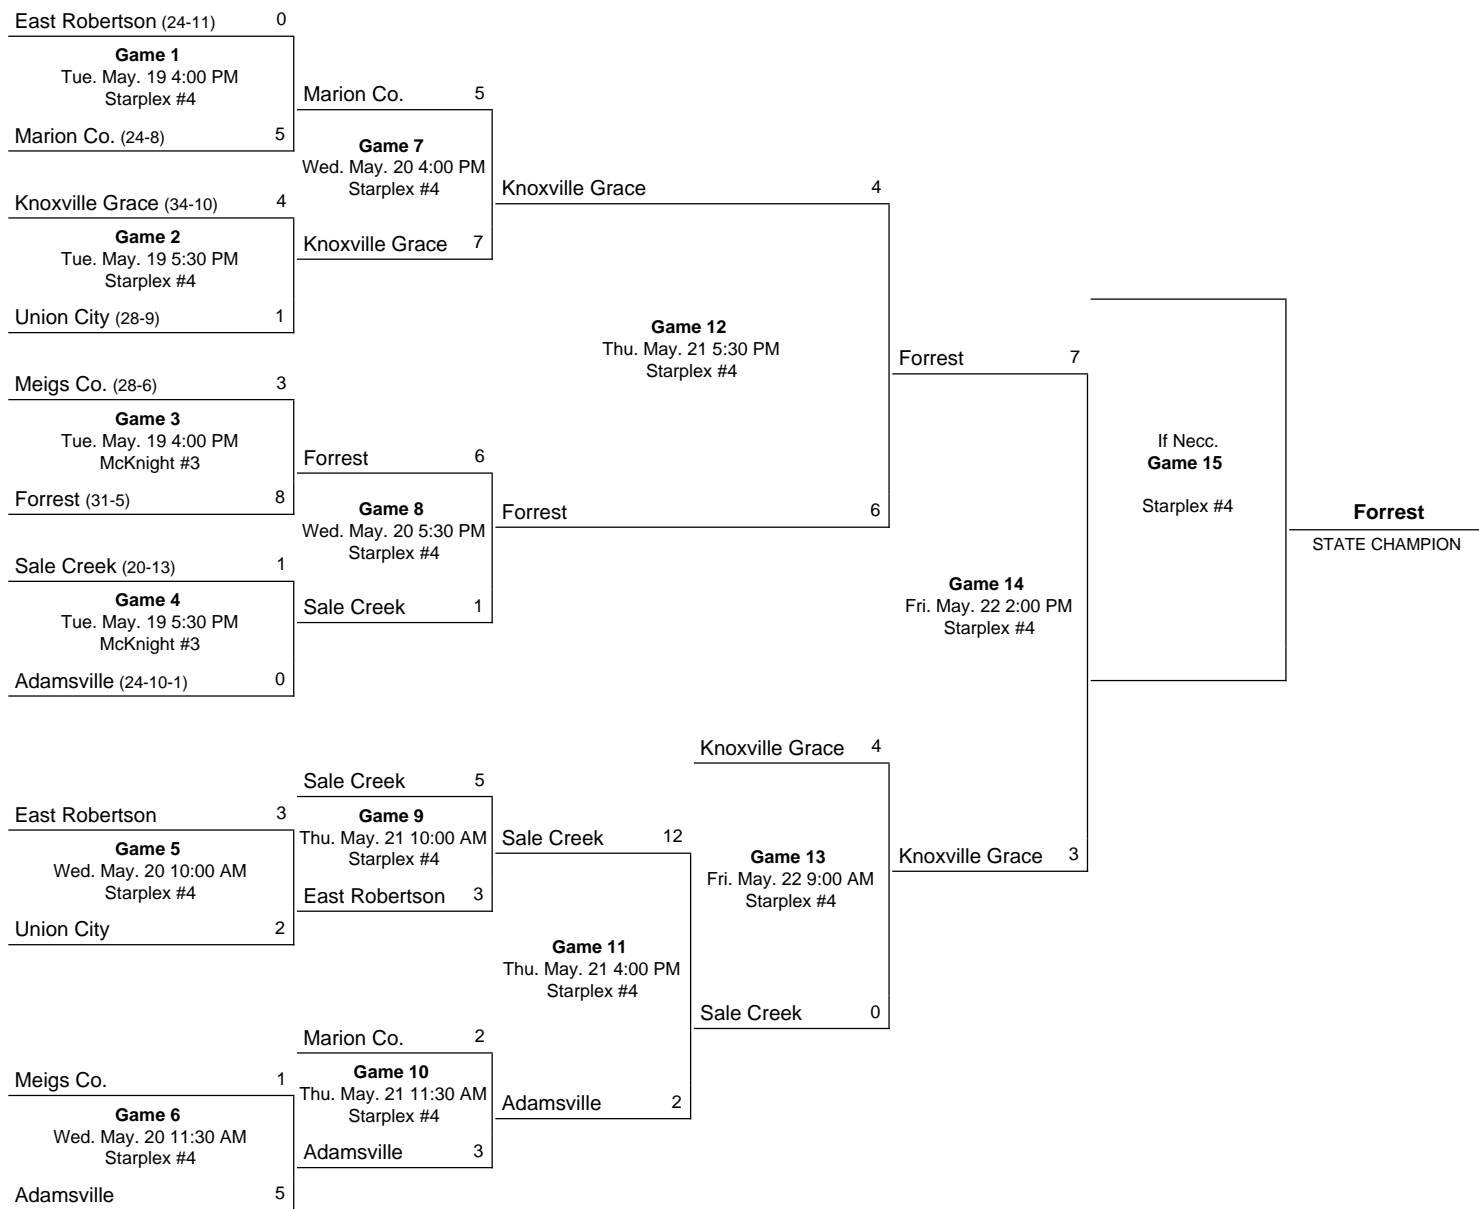 East Robertson (24-11) 0
Game 1
Tue. May. 19 4:00 PM
Starplex #4
Marion Co. (24-8) 5
Knoxville Grace (34-10) 4
Game 2
Tue. May. 19 5:30 PM
Starplex #4
Union City (28-9) 1
Meigs Co. (28-6) 3
Game 3
Tue. May. 19 4:00 PM
McKnight #3
Forrest (31-5) 8
Sale Creek (20-13) 1
Game 4
Tue. May. 19 5:30 PM
McKnight #3
Adamsville (24-10-1) 0
East Robertson 3
Game 5
Wed. May. 20 10:00 AM
Starplex #4
Union City 2
Meigs Co. 1
Game 6
Wed. May. 20 11:30 AM
Starplex #4
Adamsville 5
Marion Co. 5
Game 7
Wed. May. 20 4:00 PM
Starplex #4
Knoxville Grace 7
Forrest 6
Game 8
Wed. May. 20 5:30 PM
Starplex #4
Sale Creek 1
Sale Creek 5
Game 9
Thu. May. 21 10:00 AM
Starplex #4
East Robertson 3
Marion Co. 2
Game 10
Thu. May. 21 11:30 AM
Starplex #4
Adamsville 3
Knoxville Grace 4
Game 12
Thu. May. 21 5:30 PM
Starplex #4
Forrest 6
Sale Creek 12
Game 11
Thu. May. 21 4:00 PM
Starplex #4
Adamsville 2
Knoxville Grace 4
Game 13
Fri. May. 22 9:00 AM
Starplex #4
Sale Creek 0
Forrest 7
Game 14
Fri. May. 22 2:00 PM
Starplex #4
Knoxville Grace 3
If Necc.
Game 15
Starplex #4
Forrest
STATE CHAMPION